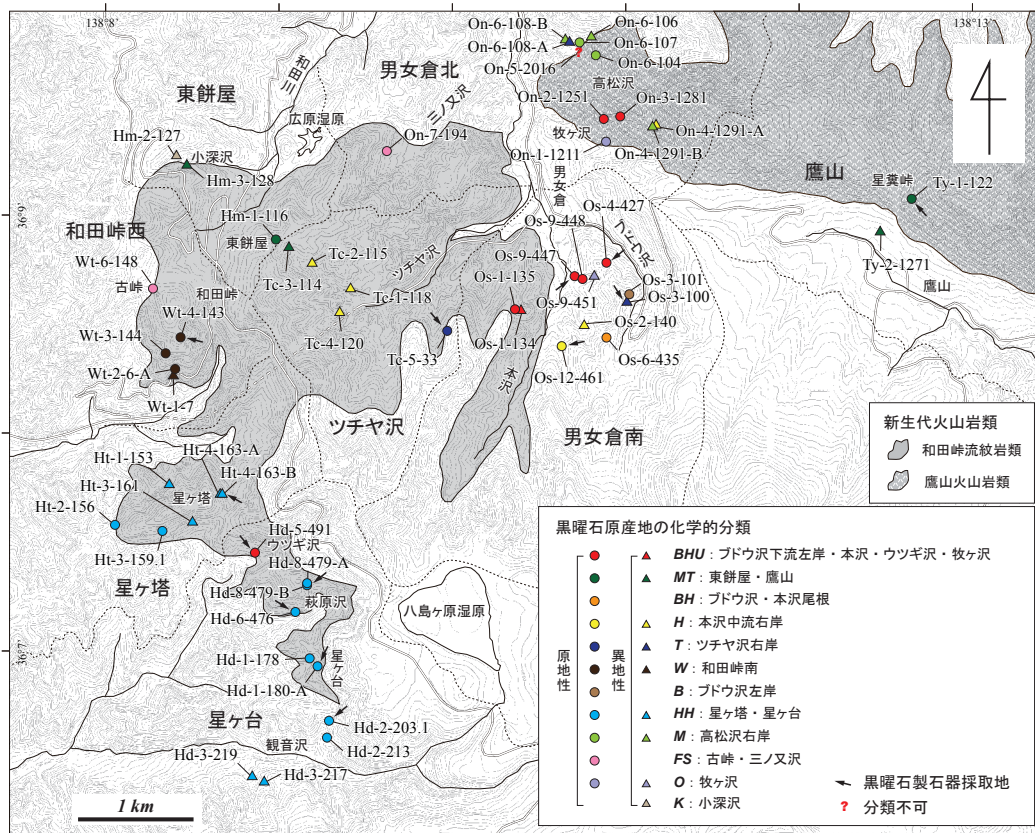 138°8'
138°13'
36°9'
36°7'
東餅屋
和田川
男女倉北
広原湿原
三ノ又沢
On-7-194
Hm-2-127
小深沢
Hm-3-128
On-6-108-B
On-6-106
On-6-108-A
On-6-107
On-5-2016
?
On-6-104
高松沢
On-2-1251
On-3-1281
牧ヶ沢
On-4-1291-A
On-1-1211
On-4-1291-B
男女倉
鷹山
星糞峠
Ty-1-122
Ty-2-1271
鷹山
和田峠西
Wt-6-148
古峠
和田峠
Wt-4-143
Wt-3-144
Wt-2-6-A
Wt-1-7
Hm-1-116
東餅屋
Tc-2-115
Tc-3-114
Tc-1-118
Tc-4-120
ツチヤ沢
Tc-5-33
ツチヤ沢
Os-9-448
Os-4-427
ブドウ沢
Os-9-447
Os-1-135
Os-3-101
Os-9-451
Os-3-100
Os-2-140
Os-1-134
Os-6-435
Os-12-461
本沢
男女倉南
Ht-4-163-A
Ht-1-153
Ht-4-163-B
Ht-3-161
星ヶ塔
Ht-2-156
Ht-3-159.1
星ヶ塔
Hd-5-491
ウツギ沢
Hd-8-479-A
Hd-8-479-B
萩原沢
Hd-6-476
八島ヶ原湿原
Hd-1-178
星ヶ台
Hd-1-180-A
星ヶ台
Hd-2-203.1
観音沢
Hd-2-213
Hd-3-219
Hd-3-217
1 km
新生代火山岩類
和田峠流紋岩類
鷹山火山岩類
黒曜石原産地の化学的分類
原地性
異地性
BHU：ブドウ沢下流左岸・本沢・ウツギ沢・牧ヶ沢
MT：東餅屋・鷹山
BH：ブドウ沢・本沢尾根
H：本沢中流右岸
T：ツチヤ沢右岸
W：和田峠南
B：ブドウ沢左岸
HH：星ヶ塔・星ヶ台
M：高松沢右岸
FS：古峠・三ノ又沢
O：牧ヶ沢
K：小深沢
黒曜石製石器採取地
? 分類不可